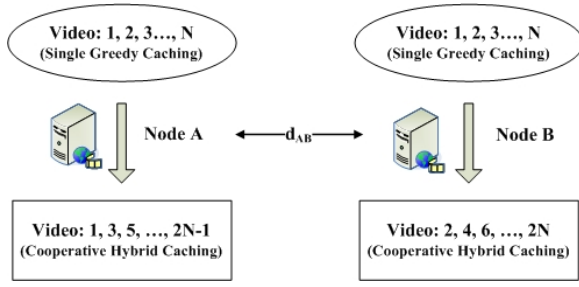 Video: 1, 2, 3…, N
(Single Greedy Caching)
Video: 1, 2, 3…, N
(Single Greedy Caching)
Node A
d_AB
Node B
Video: 1, 3, 5, …, 2N-1
(Cooperative Hybrid Caching)
Video: 2, 4, 6, …, 2N
(Cooperative Hybrid Caching)